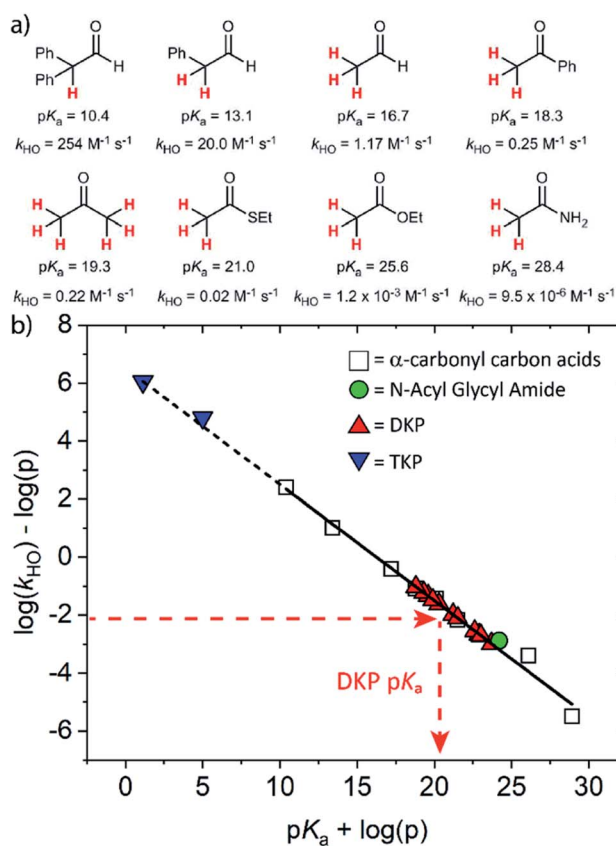 a)
Ph O
Ph H
H
pKa = 10.4
kHO = 254 M-1 s-1
Ph O
H H
H
pKa = 13.1
kHO = 20.0 M-1 s-1
O
H H
H H
pKa = 16.7
kHO = 1.17 M-1 s-1
O
H Ph
H H
pKa = 18.3
kHO = 0.25 M-1 s-1
O
H H
H H
H H
pKa = 19.3
kHO = 0.22 M-1 s-1
O
H SEt
H H
pKa = 21.0
kHO = 0.02 M-1 s-1
O
H OEt
H H
pKa = 25.6
kHO = 1.2 x 10-3 M-1 s-1
O
H NH2
H H
pKa = 28.4
kHO = 9.5 x 10-6 M-1 s-1
b)
8
6
4
2
0
-2
-4
-6
log(kHO) - log(p)
= α-carbonyl carbon acids
= N-Acyl Glycyl Amide
= DKP
= TKP
DKP pKa
0 5 10 15 20 25 30
pKa + log(p)